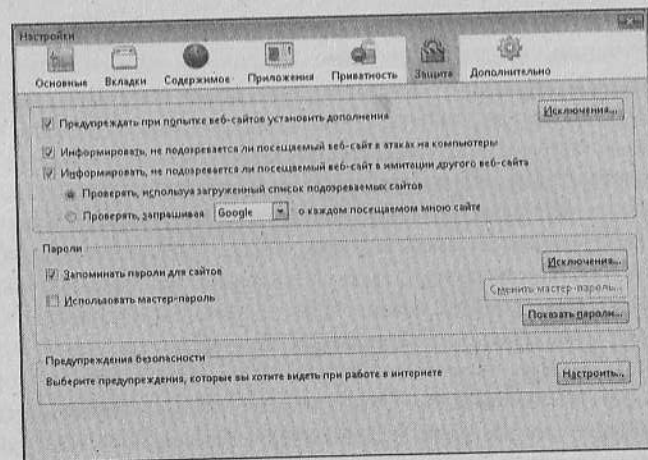 Настройки
Основные Вкладки Содержимое Приложения Приватность Защита Дополнительно
Предупреждать при попытке веб-сайтов установить дополнения Исключения...
Информировать, не подозревается ли посещаемый веб-сайт в атаках на компьютеры
Информировать, не подозревается ли посещаемый веб-сайт в имитации другого веб-сайта
Проверять, используя загруженный список подозреваемых сайтов
Проверять, запрашивая Google о каждом посещаемом мною сайте
Пароли
Запоминать пароли для сайтов Исключения...
Использовать мастер-пароль Сменить мастер-пароль...
Показать пароли...
Предупреждения безопасности
Выберите предупреждения, которые вы хотите видеть при работе в интернете Настроить...